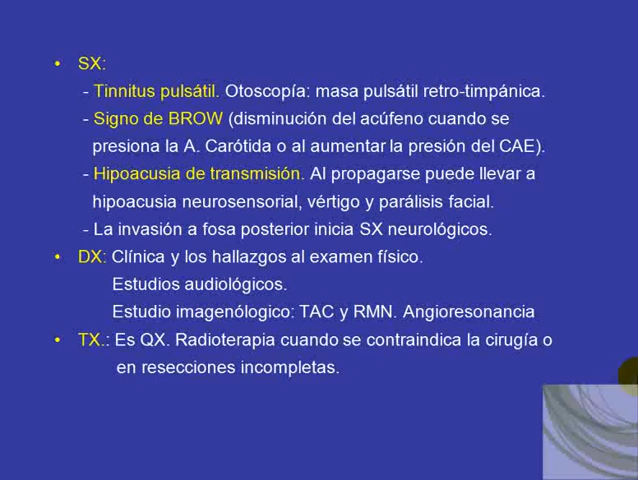 • SX:
- Tinnitus pulsátil. Otoscopía: masa pulsátil retro-timpánica.
- Signo de BROW (disminución del acúfeno cuando se
presiona la A. Carótida o al aumentar la presión del CAE).
- Hipoacusia de transmisión. Al propagarse puede llevar a
hipoacusia neurosensorial, vértigo y parálisis facial.
- La invasión a fosa posterior inicia SX neurológicos.
• DX: Clínica y los hallazgos al examen físico.
Estudios audiológicos.
Estudio imagenólogico: TAC y RMN. Angioresonancia
• TX.: Es QX. Radioterapia cuando se contraindica la cirugía o
en resecciones incompletas.